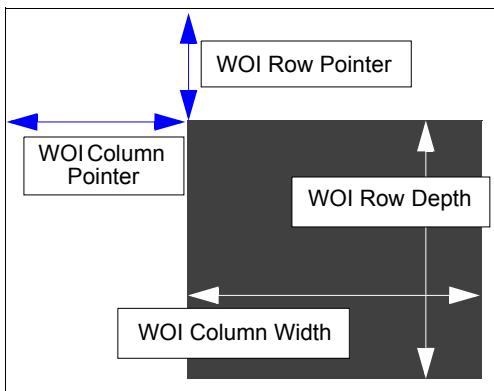 WOI Row Pointer
WOI Column
Pointer
WOI Row Depth
WOI Column Width